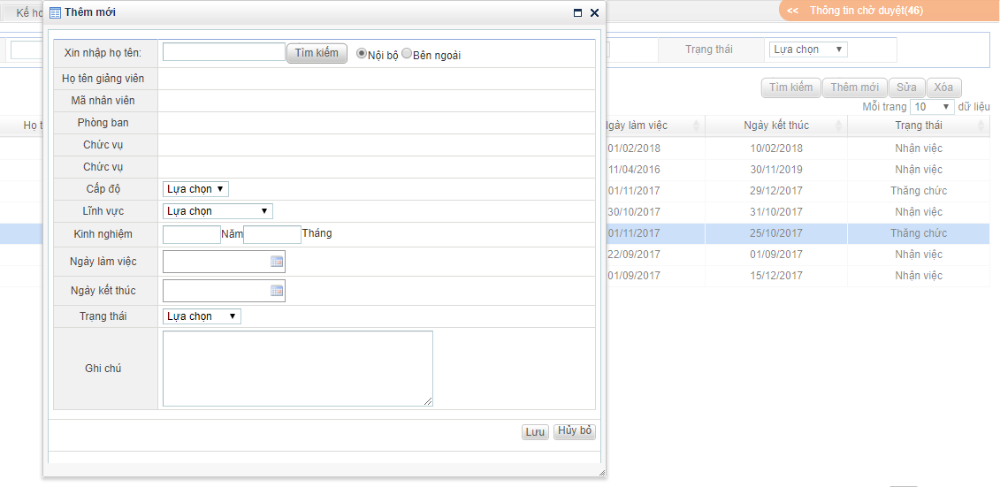 Thêm mới
<< Thông tin chờ duyệt(46)
Xin nhập họ tên:
Tìm kiếm
Nội bộ
Bên ngoài
Trạng thái
Lựa chọn
Họ tên giảng viên
Mã nhân viên
Phòng ban
Chức vụ
Chức vụ
Cấp độ
Lựa chọn
Lĩnh vực
Lựa chọn
Kinh nghiệm
Năm
Tháng
Ngày làm việc
Ngày kết thúc
Trạng thái
Lựa chọn
Ghi chú
Lưu
Hủy bỏ
Tìm kiếm
Thêm mới
Sửa
Xóa
Mỗi trang 10 dữ liệu
làm việc
Ngày kết thúc
Trạng thái
01/02/2018 10/02/2018 Nhận việc
11/04/2016 30/11/2019 Nhận việc
01/11/2017 29/12/2017 Thăng chức
30/10/2017 31/10/2017 Nhận việc
01/11/2017 25/10/2017 Thăng chức
22/09/2017 01/09/2017 Nhận việc
01/09/2017 15/12/2017 Nhận việc